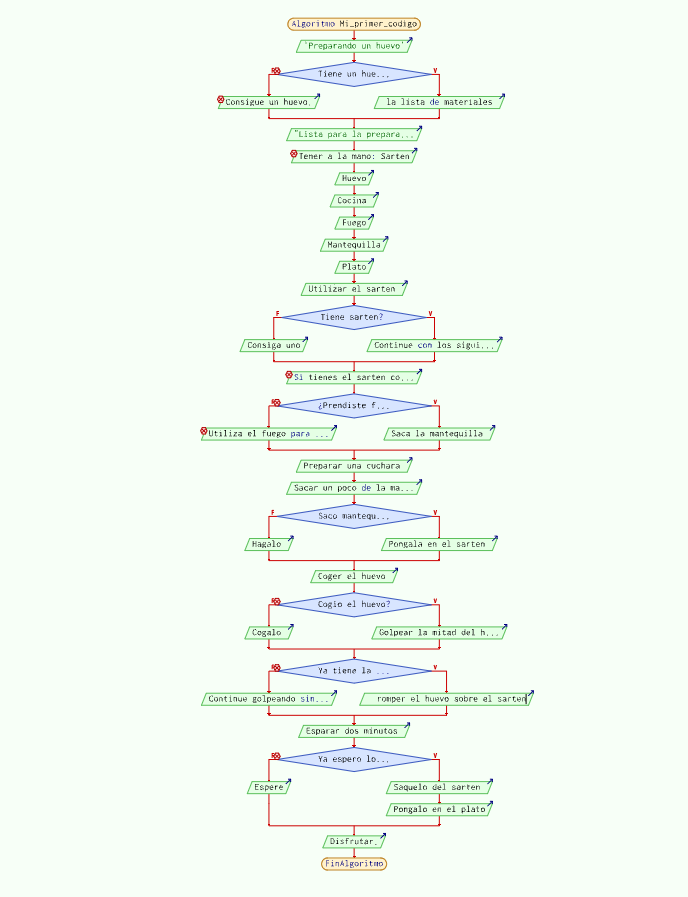 Algoritmo Mi_primer_codigo
'Preparando un huevo'
Tiene un hue...
F V
Consigue un huevo.
la lista de materiales
"Lista para la prepara...
Tener a la mano: Sarten
Huevo
Cocina
Fuego
Mantequilla
Plato
Utilizar el sarten
Tiene sarten?
F V
Consiga uno
Continue con los sigui...
Si tienes el sarten co...
¿Prendiste f...
F V
Utiliza el fuego para ...
Saca la mantequilla
Preparar una cuchara
Sacar un poco de la ma...
Saco mantequ...
F V
Hagalo
Pongala en el sarten
Coger el huevo
Cogio el huevo?
F V
Cogalo
Golpear la mitad del h...
Ya tiene la ...
F V
Continue golpeando sin...
romper el huevo sobre el sarten
Esparar dos minutos
Ya espero lo...
F V
Espere
Saquelo del sarten
Pongalo en el plato
Disfrutar.
FinAlgoritmo